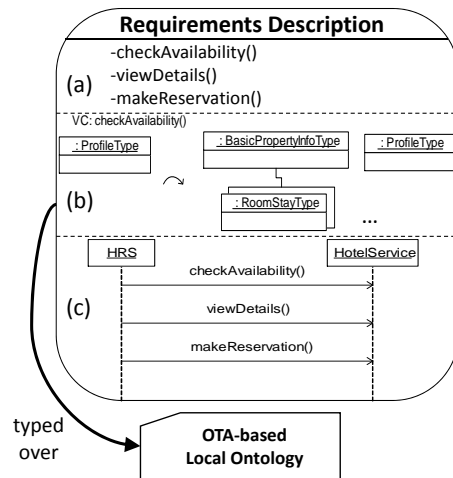 Requirements Description
-checkAvailability()
(a) -viewDetails()
-makeReservation()
VC: checkAvailability()
: ProfileType
: BasicPropertyInfoType
: ProfileType
(b)
: RoomStayType
...
HRS
HotelService
checkAvailability()
(c)
viewDetails()
makeReservation()
typed
over
OTA-based
Local Ontology